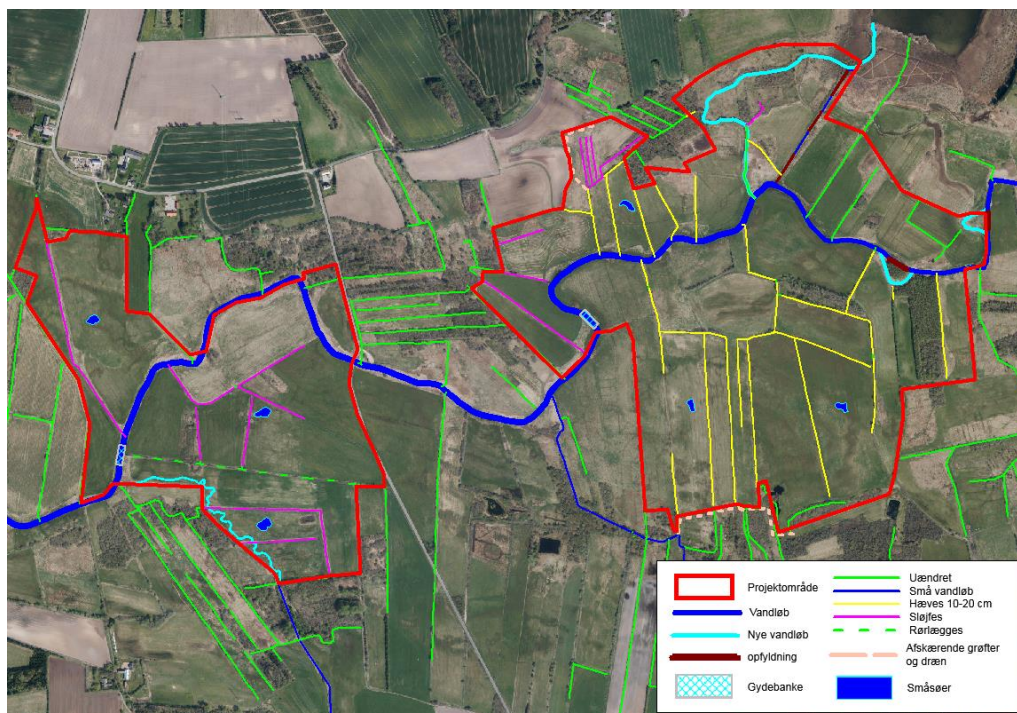 Projektområde
Vandløb
Nye vandløb
opfyldning
Gydebanke
Uændret
Små vandløb
Hæves 10-20 cm
Sløjfes
Rørlægges
Afskærende grøfter
og dræn
Småsøer